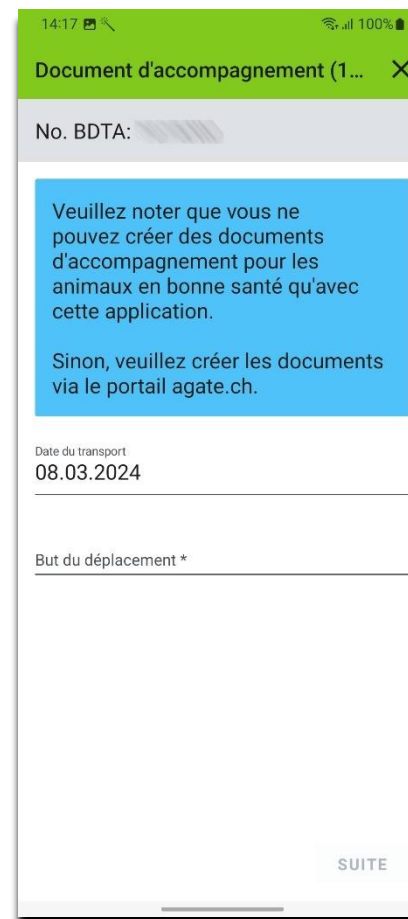 14:17 100%
Document d'accompagnement (1...
No. BDTA:
Veuillez noter que vous ne
pouvez créer des documents
d'accompagnement pour les
animaux en bonne santé qu'avec
cette application.
Sinon, veuillez créer les documents
via le portail agate.ch.
Date du transport
08.03.2024
But du déplacement *
SUITE